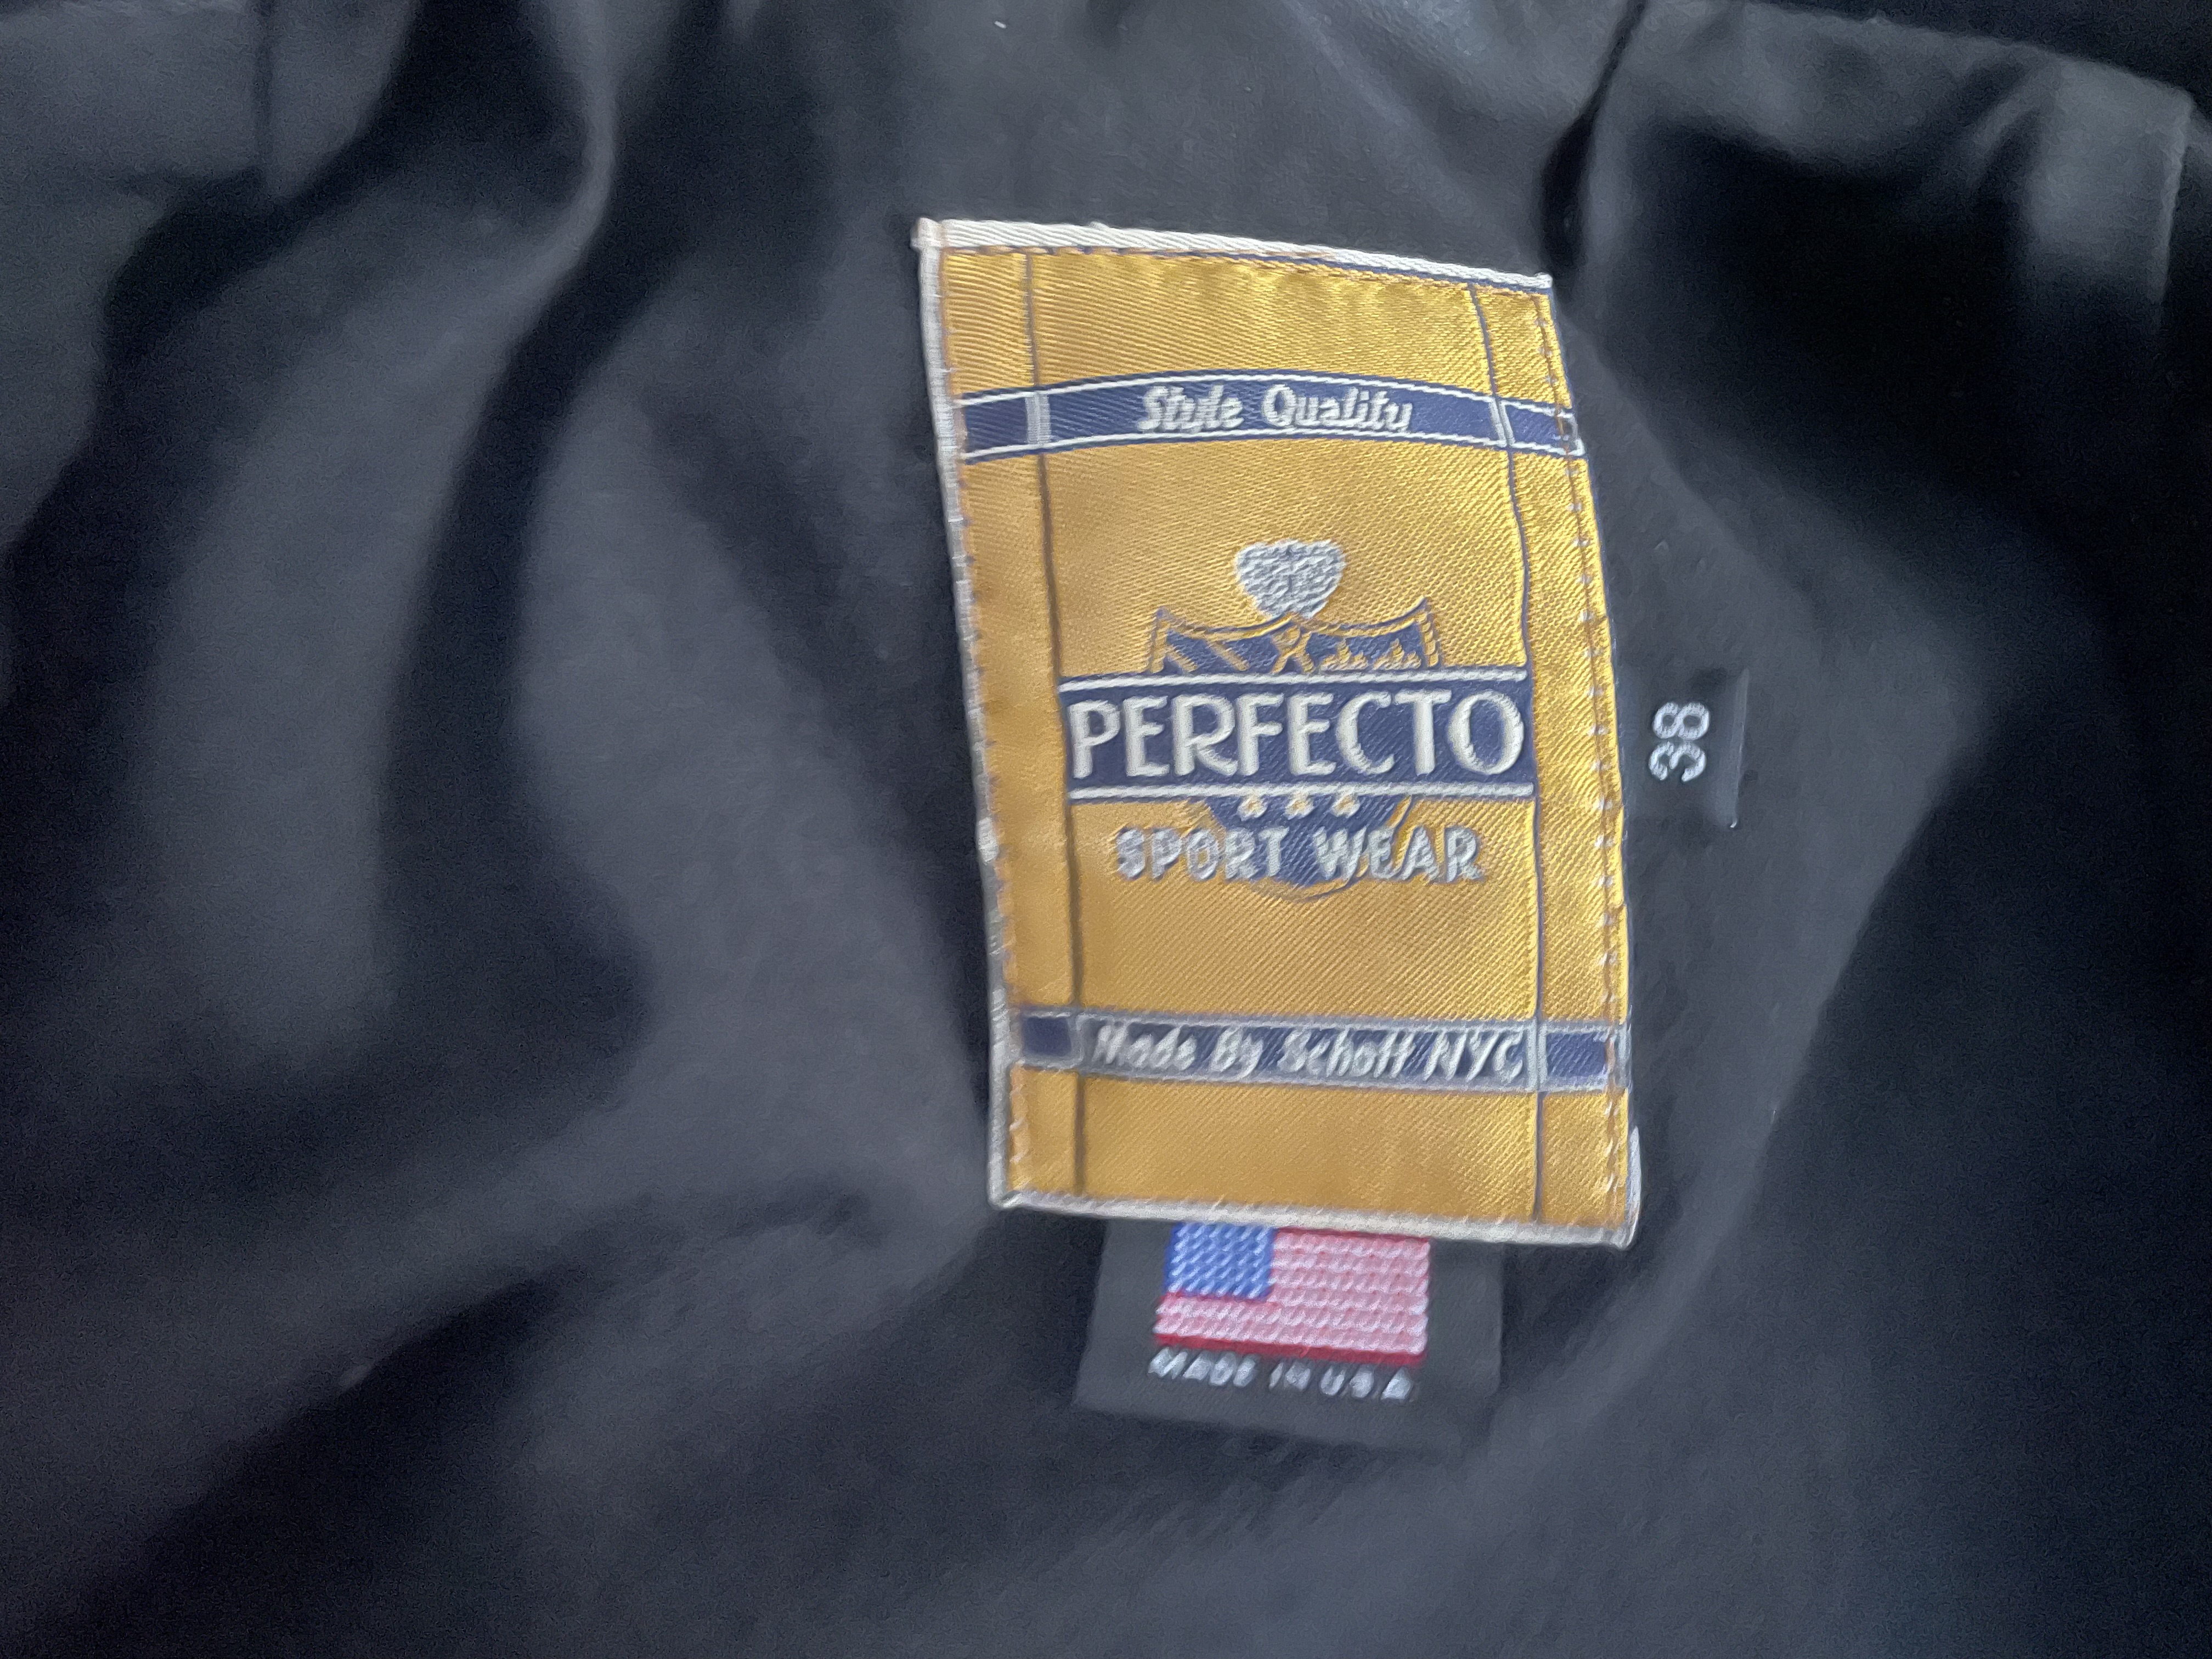 Style Quality
PERFECTO
SPORT WEAR
Made By Schott NYC
38
MADE IN U.S.A